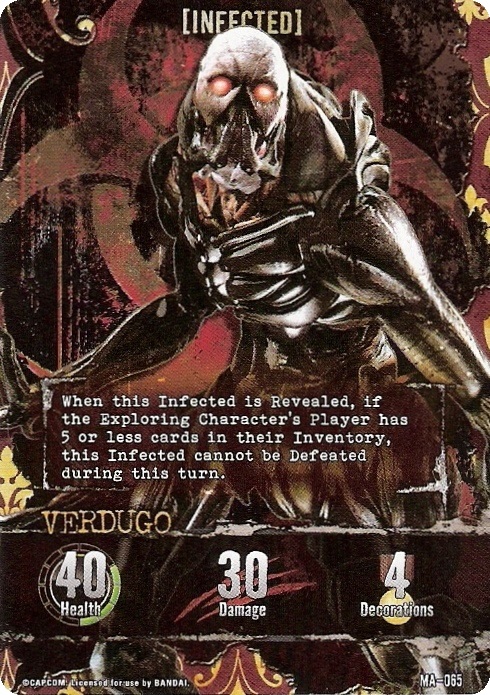 [INFECTED]
When this Infected is Revealed, if
the Exploring Character's Player has
5 or less cards in their Inventory,
this Infected cannot be Defeated
during this turn.
VERDUGO
40
Health
30
Damage
4
Decorations
©CAPCOM: Licensed for use by BANDAI.
MA-065